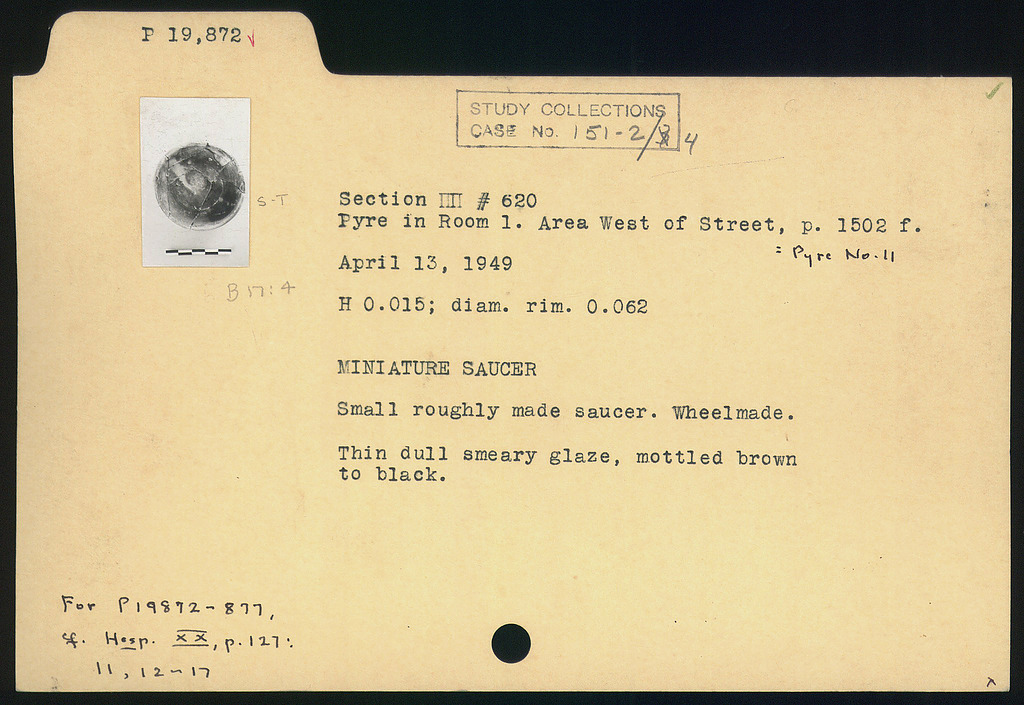 P 19,872 ✓
STUDY COLLECTIONS
CASE No. 151-2/ 4
S-T
Section IIII # 620
Pyre in Room 1. Area West of Street, p. 1502 f.
= Pyre No. 11
April 13, 1949
B 17:4
H 0.015; diam. rim. 0.062
MINIATURE SAUCER
Small roughly made saucer. Wheelmade.
Thin dull smeary glaze, mottled brown
to black.
For P19872-877,
cf. Hesp. XX, p. 127:
11, 12-17
x